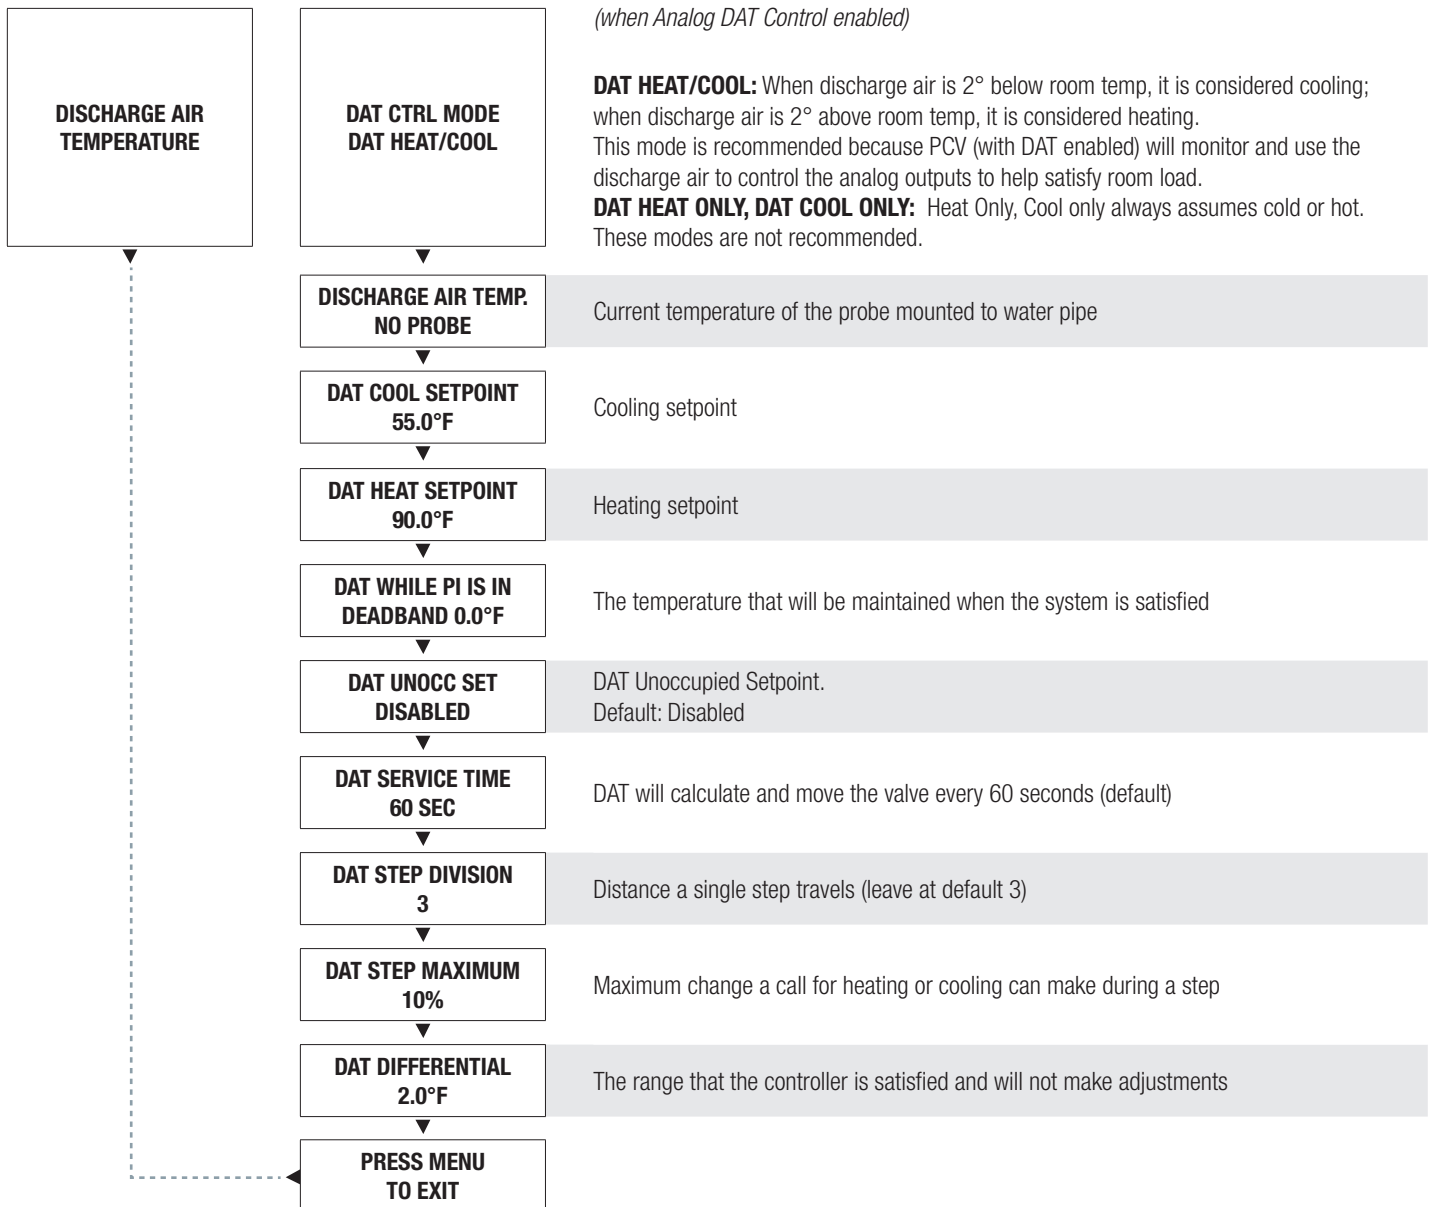 (when Analog DAT Control enabled)
DISCHARGE AIR
TEMPERATURE
DAT CTRL MODE
DAT HEAT/COOL
DAT HEAT/COOL: When discharge air is 2° below room temp, it is considered cooling;
when discharge air is 2° above room temp, it is considered heating.
This mode is recommended because PCV (with DAT enabled) will monitor and use the
discharge air to control the analog outputs to help satisfy room load.
DAT HEAT ONLY, DAT COOL ONLY: Heat Only, Cool only always assumes cold or hot.
These modes are not recommended.
DISCHARGE AIR TEMP.
NO PROBE
Current temperature of the probe mounted to water pipe
DAT COOL SETPOINT
55.0°F
Cooling setpoint
DAT HEAT SETPOINT
90.0°F
Heating setpoint
DAT WHILE PI IS IN
DEADBAND 0.0°F
The temperature that will be maintained when the system is satisfied
DAT UNOCC SET
DISABLED
DAT Unoccupied Setpoint.
Default: Disabled
DAT SERVICE TIME
60 SEC
DAT will calculate and move the valve every 60 seconds (default)
DAT STEP DIVISION
3
Distance a single step travels (leave at default 3)
DAT STEP MAXIMUM
10%
Maximum change a call for heating or cooling can make during a step
DAT DIFFERENTIAL
2.0°F
The range that the controller is satisfied and will not make adjustments
PRESS MENU
TO EXIT